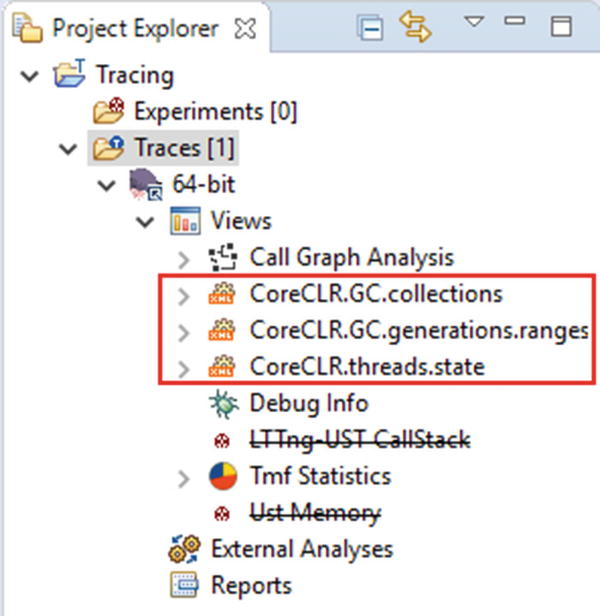 Project Explorer
Tracing
Experiments [0]
Traces [1]
64-bit
Views
Call Graph Analysis
CoreCLR.GC.collections
CoreCLR.GC.generations.ranges
CoreCLR.threads.state
Debug Info
LTTng-UST CallStack
Tmf Statistics
Ust Memory
External Analyses
Reports